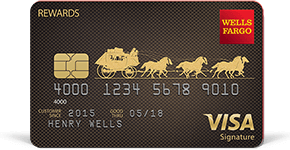 REWARDS
WELLS
FARGO
4000 1234 5678 9010
4000
CUSTOMER SINCE 2015 GOOD THRU 05/18
HENRY WELLS
VISA
Signature